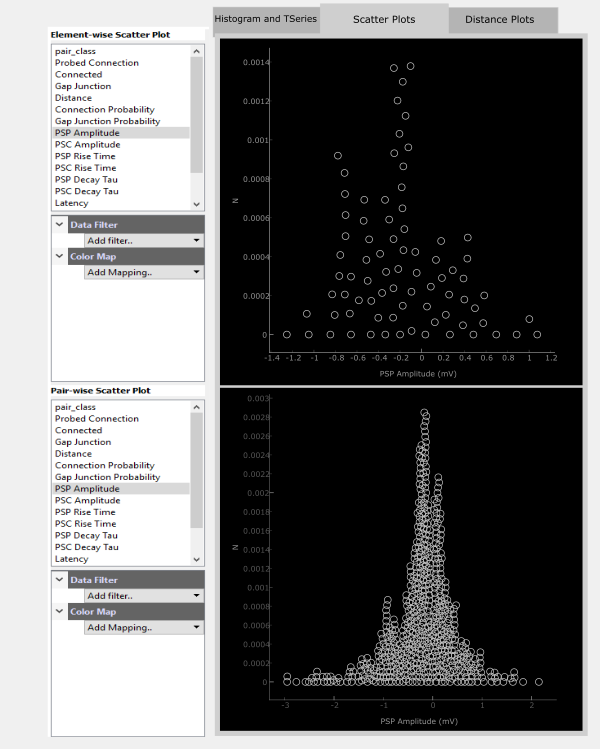 Histogram and TSeries
Scatter Plots
Distance Plots
Element-wise Scatter Plot
pair_class
Probed Connection
Connected
Gap Junction
Distance
Connection Probability
Gap Junction Probability
PSP Amplitude
PSC Amplitude
PSP Rise Time
PSC Rise Time
PSP Decay Tau
PSC Decay Tau
Latency
Data Filter
Add filter..
Color Map
Add Mapping..
0.0014
0.0012
0.001
0.0008
0.0006
0.0004
0.0002
0
N
-1.4 -1.2 -1 -0.8 -0.6 -0.4 -0.2 0 0.2 0.4 0.6 0.8 1 1.2
PSP Amplitude (mV)
Pair-wise Scatter Plot
pair_class
Probed Connection
Connected
Gap Junction
Distance
Connection Probability
Gap Junction Probability
PSP Amplitude
PSC Amplitude
PSP Rise Time
PSC Rise Time
PSP Decay Tau
PSC Decay Tau
Latency
Data Filter
Add filter..
Color Map
Add Mapping..
0.003
0.0028
0.0026
0.0024
0.0022
0.002
0.0018
0.0016
0.0014
0.0012
0.001
0.0008
0.0006
0.0004
0.0002
0
N
-3 -2 -1 0 1 2
PSP Amplitude (mV)